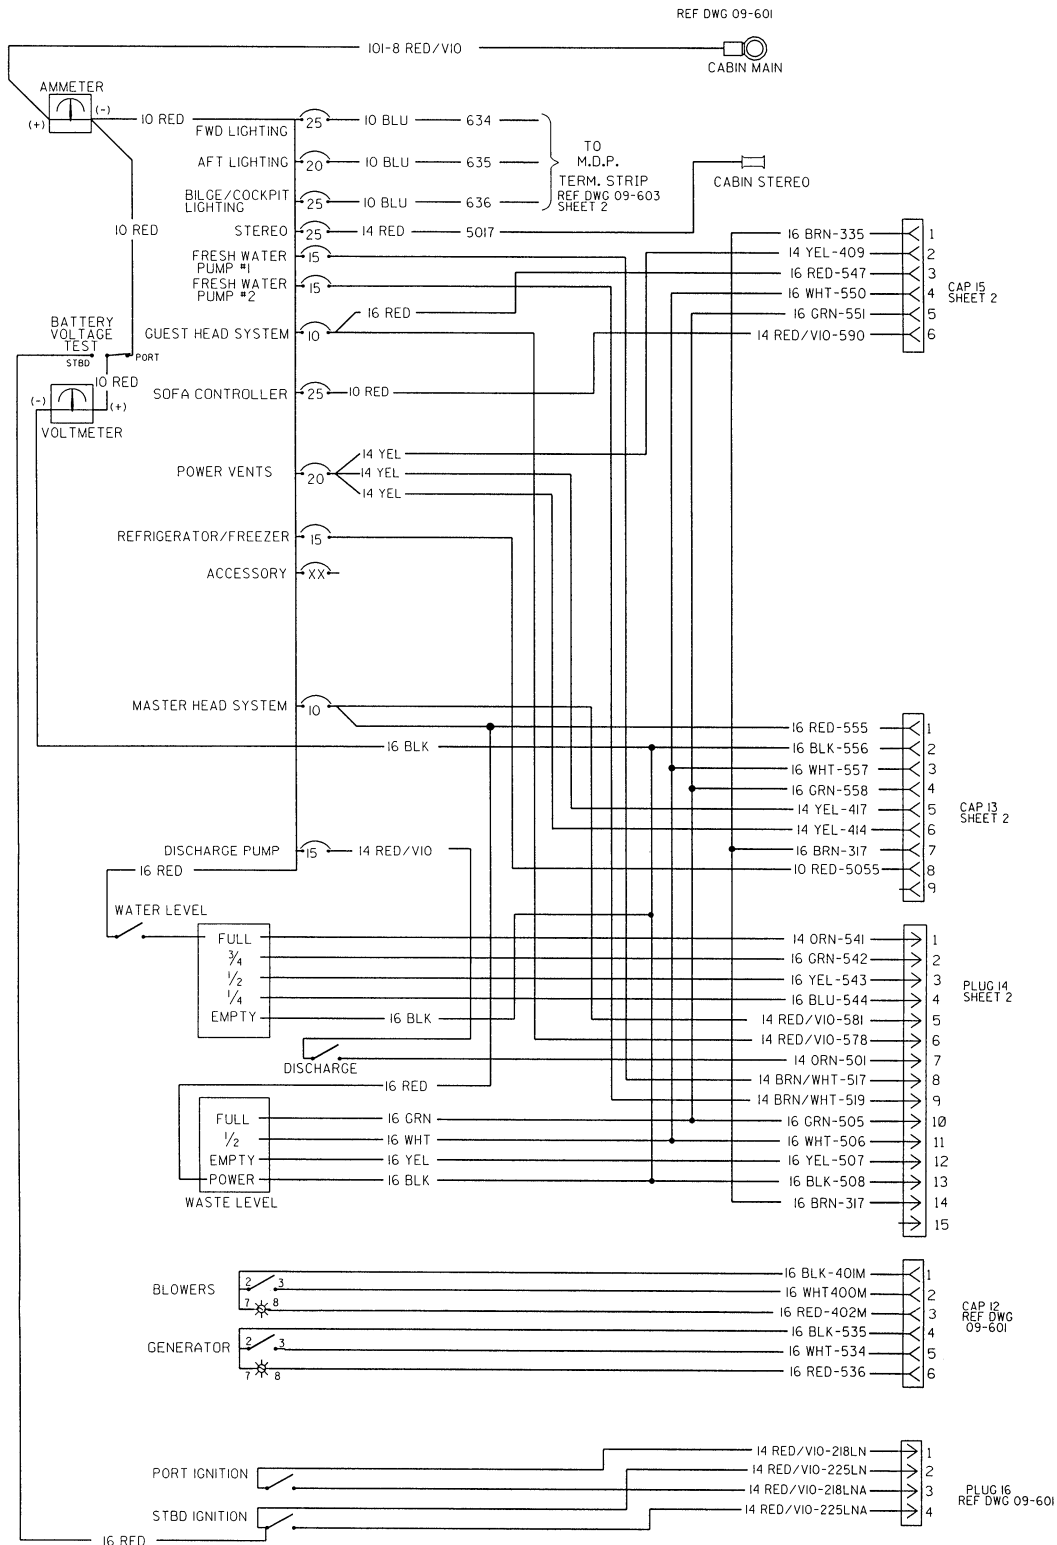 REF DWG 09-601
101-8 RED/VIO
CABIN MAIN
AMMETER
(+)
(-)
10 RED
FWD LIGHTING
25
10 BLU
634
AFT LIGHTING
20
10 BLU
635
BILGE/COCKPIT
LIGHTING
25
10 BLU
636
TO
M.D.P.
TERM. STRIP
REF DWG 09-603
SHEET 2
CABIN STEREO
STEREO
25
14 RED
5017
10 RED
FRESH WATER
PUMP #1
15
FRESH WATER
PUMP #2
15
16 RED
GUEST HEAD SYSTEM
10
BATTERY
VOLTAGE
TEST
STBD
PORT
10 RED
(-)
(+)
VOLTMETER
SOFA CONTROLLER
25
10 RED
POWER VENTS
20
14 YEL
14 YEL
14 YEL
REFRIGERATOR/FREEZER
15
ACCESSORY
XX
MASTER HEAD SYSTEM
10
16 BLK
DISCHARGE PUMP
15
14 RED/VIO
16 RED
16 BRN-335
1
14 YEL-409
2
16 RED-547
3
16 WHT-550
4
16 GRN-551
5
14 RED/VIO-590
6
CAP 15
SHEET 2
16 RED-555
1
16 BLK-556
2
16 WHT-557
3
16 GRN-558
4
14 YEL-417
5
14 YEL-414
6
16 BRN-317
7
10 RED-5055
8
9
CAP 13
SHEET 2
WATER LEVEL
FULL
3/4
1/2
1/4
EMPTY
16 BLK
DISCHARGE
16 RED
FULL
16 GRN
1/2
16 WHT
EMPTY
16 YEL
POWER
16 BLK
WASTE LEVEL
14 ORN-541
1
16 GRN-542
2
16 YEL-543
3
16 BLU-544
4
14 RED/VIO-581
5
14 RED/VIO-578
6
14 ORN-501
7
14 BRN/WHT-517
8
14 BRN/WHT-519
9
16 GRN-505
10
16 WHT-506
11
16 YEL-507
12
16 BLK-508
13
16 BRN-317
14
15
PLUG 14
SHEET 2
BLOWERS
2
3
7
8
GENERATOR
2
3
7
8
16 BLK-401M
1
16 WHT400M
2
16 RED-402M
3
16 BLK-535
4
16 WHT-534
5
16 RED-536
6
CAP 12
REF DWG
09-601
PORT IGNITION
STBD IGNITION
16 RED
14 RED/VIO-218LN
1
14 RED/VIO-225LN
2
14 RED/VIO-218LNA
3
14 RED/VIO-225LNA
4
PLUG 16
REF DWG 09-601